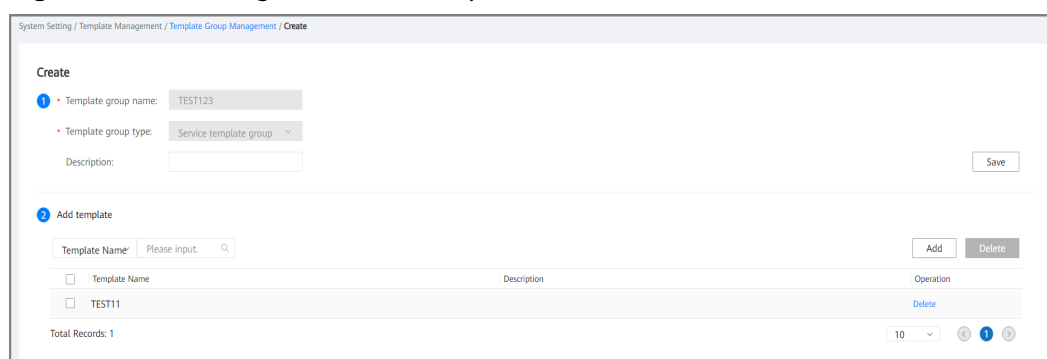 System Setting / Template Management / Template Group Management / Create
Create
1 * Template group name: TEST123
* Template group type: Service template group
Description:
Save
2 Add template
Template Name Please input. Add Delete
Template Name Description Operation
TEST11 Delete
Total Records: 1 10 < 1 >